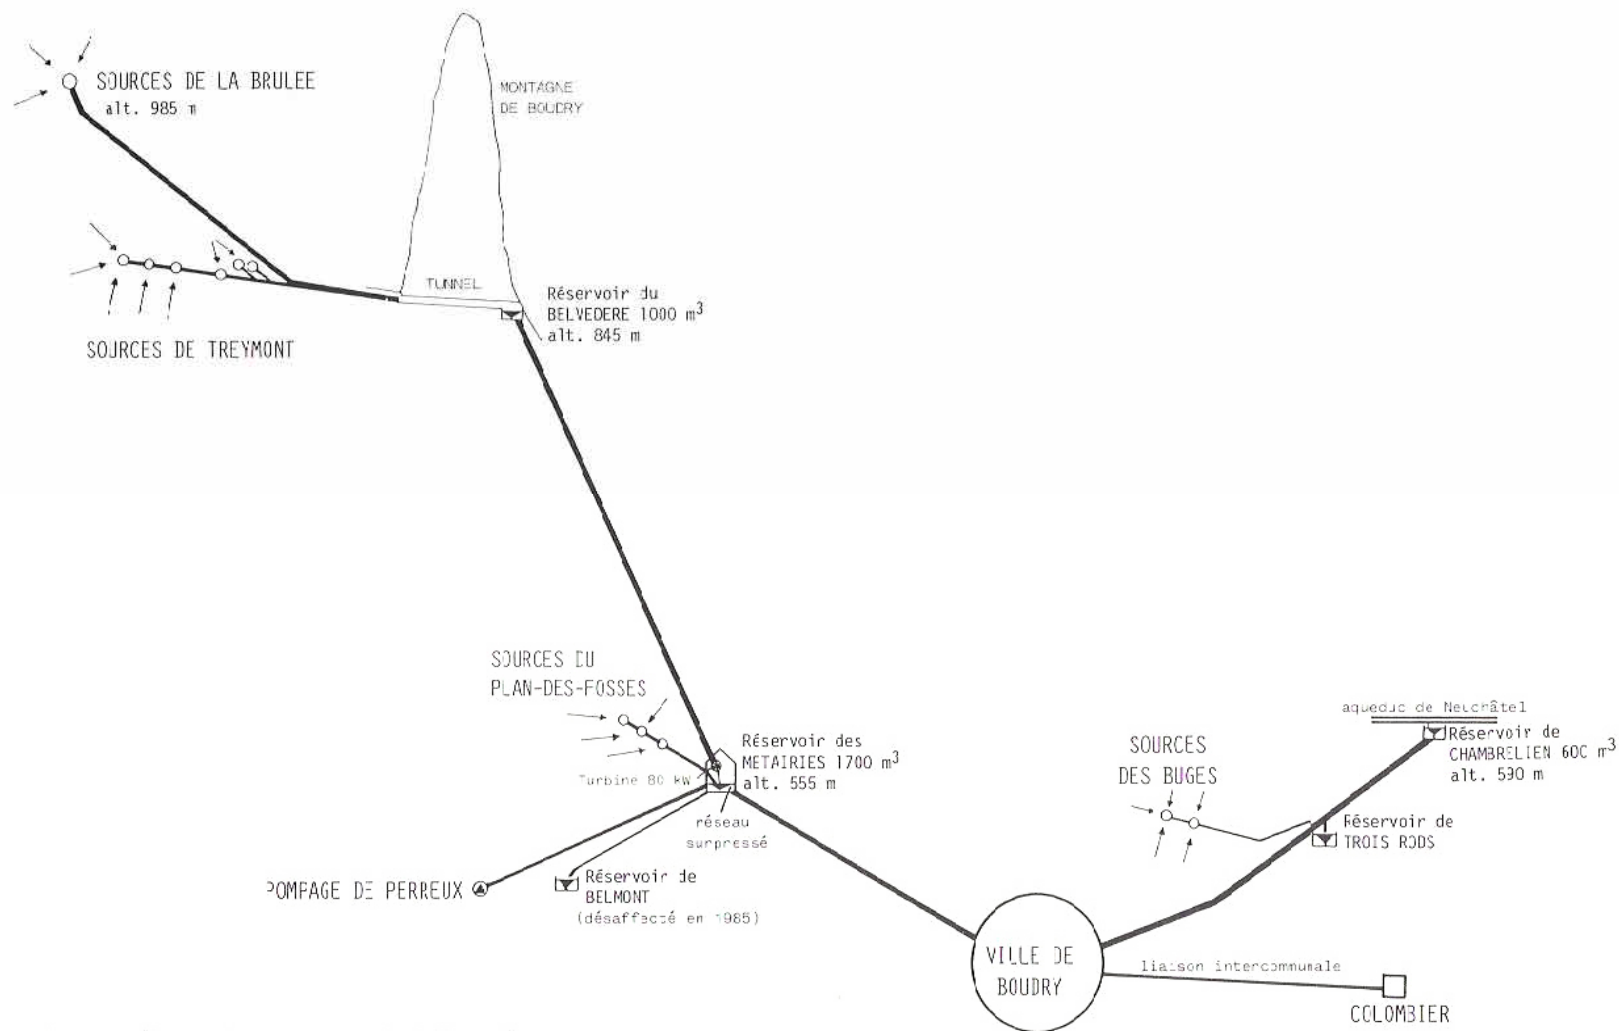 SOURCES DE LA BRULEE
alt. 985 m
MONTAGNE
DE BOUDRY
TUNNEL
Réservoir du
BELVEDERE 1000 m³
alt. 845 m
SOURCES DE TREYMONT
SOURCES DU
PLAN-DES-FOSSES
Réservoir des
METAIRIES 1700 m³
alt. 555 m
Turbine 80 kW
réseau
surpressé
POMPAGE DE PERREUX
Réservoir de
BELMONT
(désaffecté en 1985)
aqueduc de Neuchâtel
Réservoir de
CHAMBRELIEN 600 m³
alt. 590 m
SOURCES
DES BUGES
Réservoir de
TROIS RODS
VILLE DE
BOUDRY
liaison intercommunale
COLOMBIER